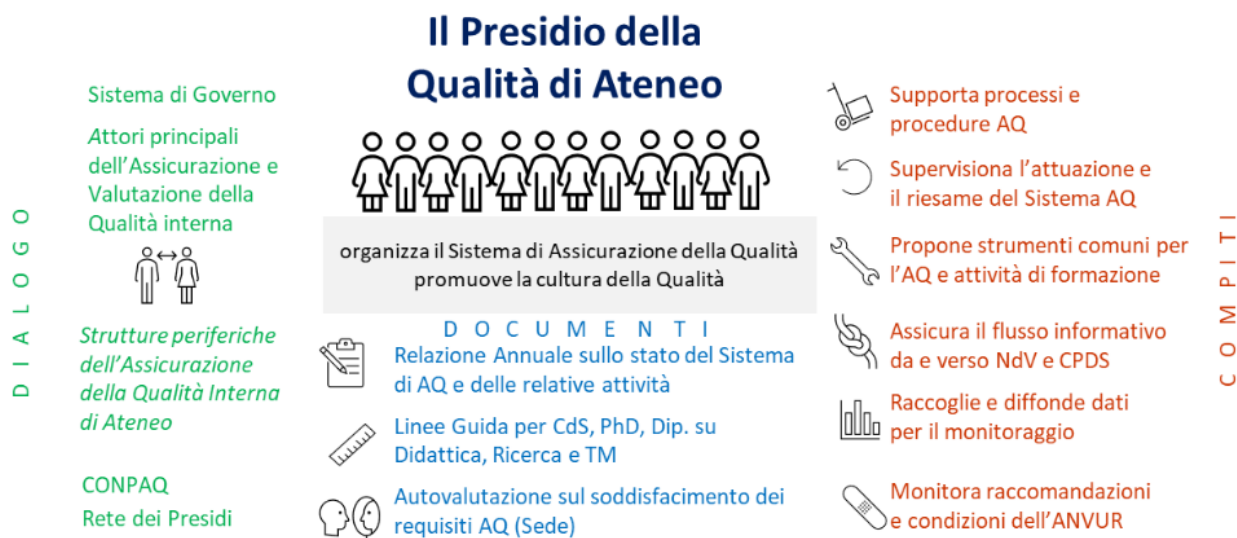 Il Presidio della
Qualità di Ateneo
organizza il Sistema di Assicurazione della Qualità
promuove la cultura della Qualità
DIALOGO
Sistema di Governo
Attori principali
dell'Assicurazione e
Valutazione della
Qualità interna
Strutture periferiche
dell'Assicurazione
della Qualità Interna
di Ateneo
CONPAQ
Rete dei Presidi
DOCUMENTI
Relazione Annuale sullo stato del Sistema
di AQ e delle relative attività
Linee Guida per CdS, PhD, Dip. su
Didattica, Ricerca e TM
Autovalutazione sul soddisfacimento dei
requisiti AQ (Sede)
COMPITI
Supporta processi e
procedure AQ
Supervisiona l'attuazione e
il riesame del Sistema AQ
Propone strumenti comuni per
l'AQ e attività di formazione
Assicura il flusso informativo
da e verso NdV e CPDS
Raccoglie e diffonde dati
per il monitoraggio
Monitora raccomandazioni
e condizioni dell'ANVUR